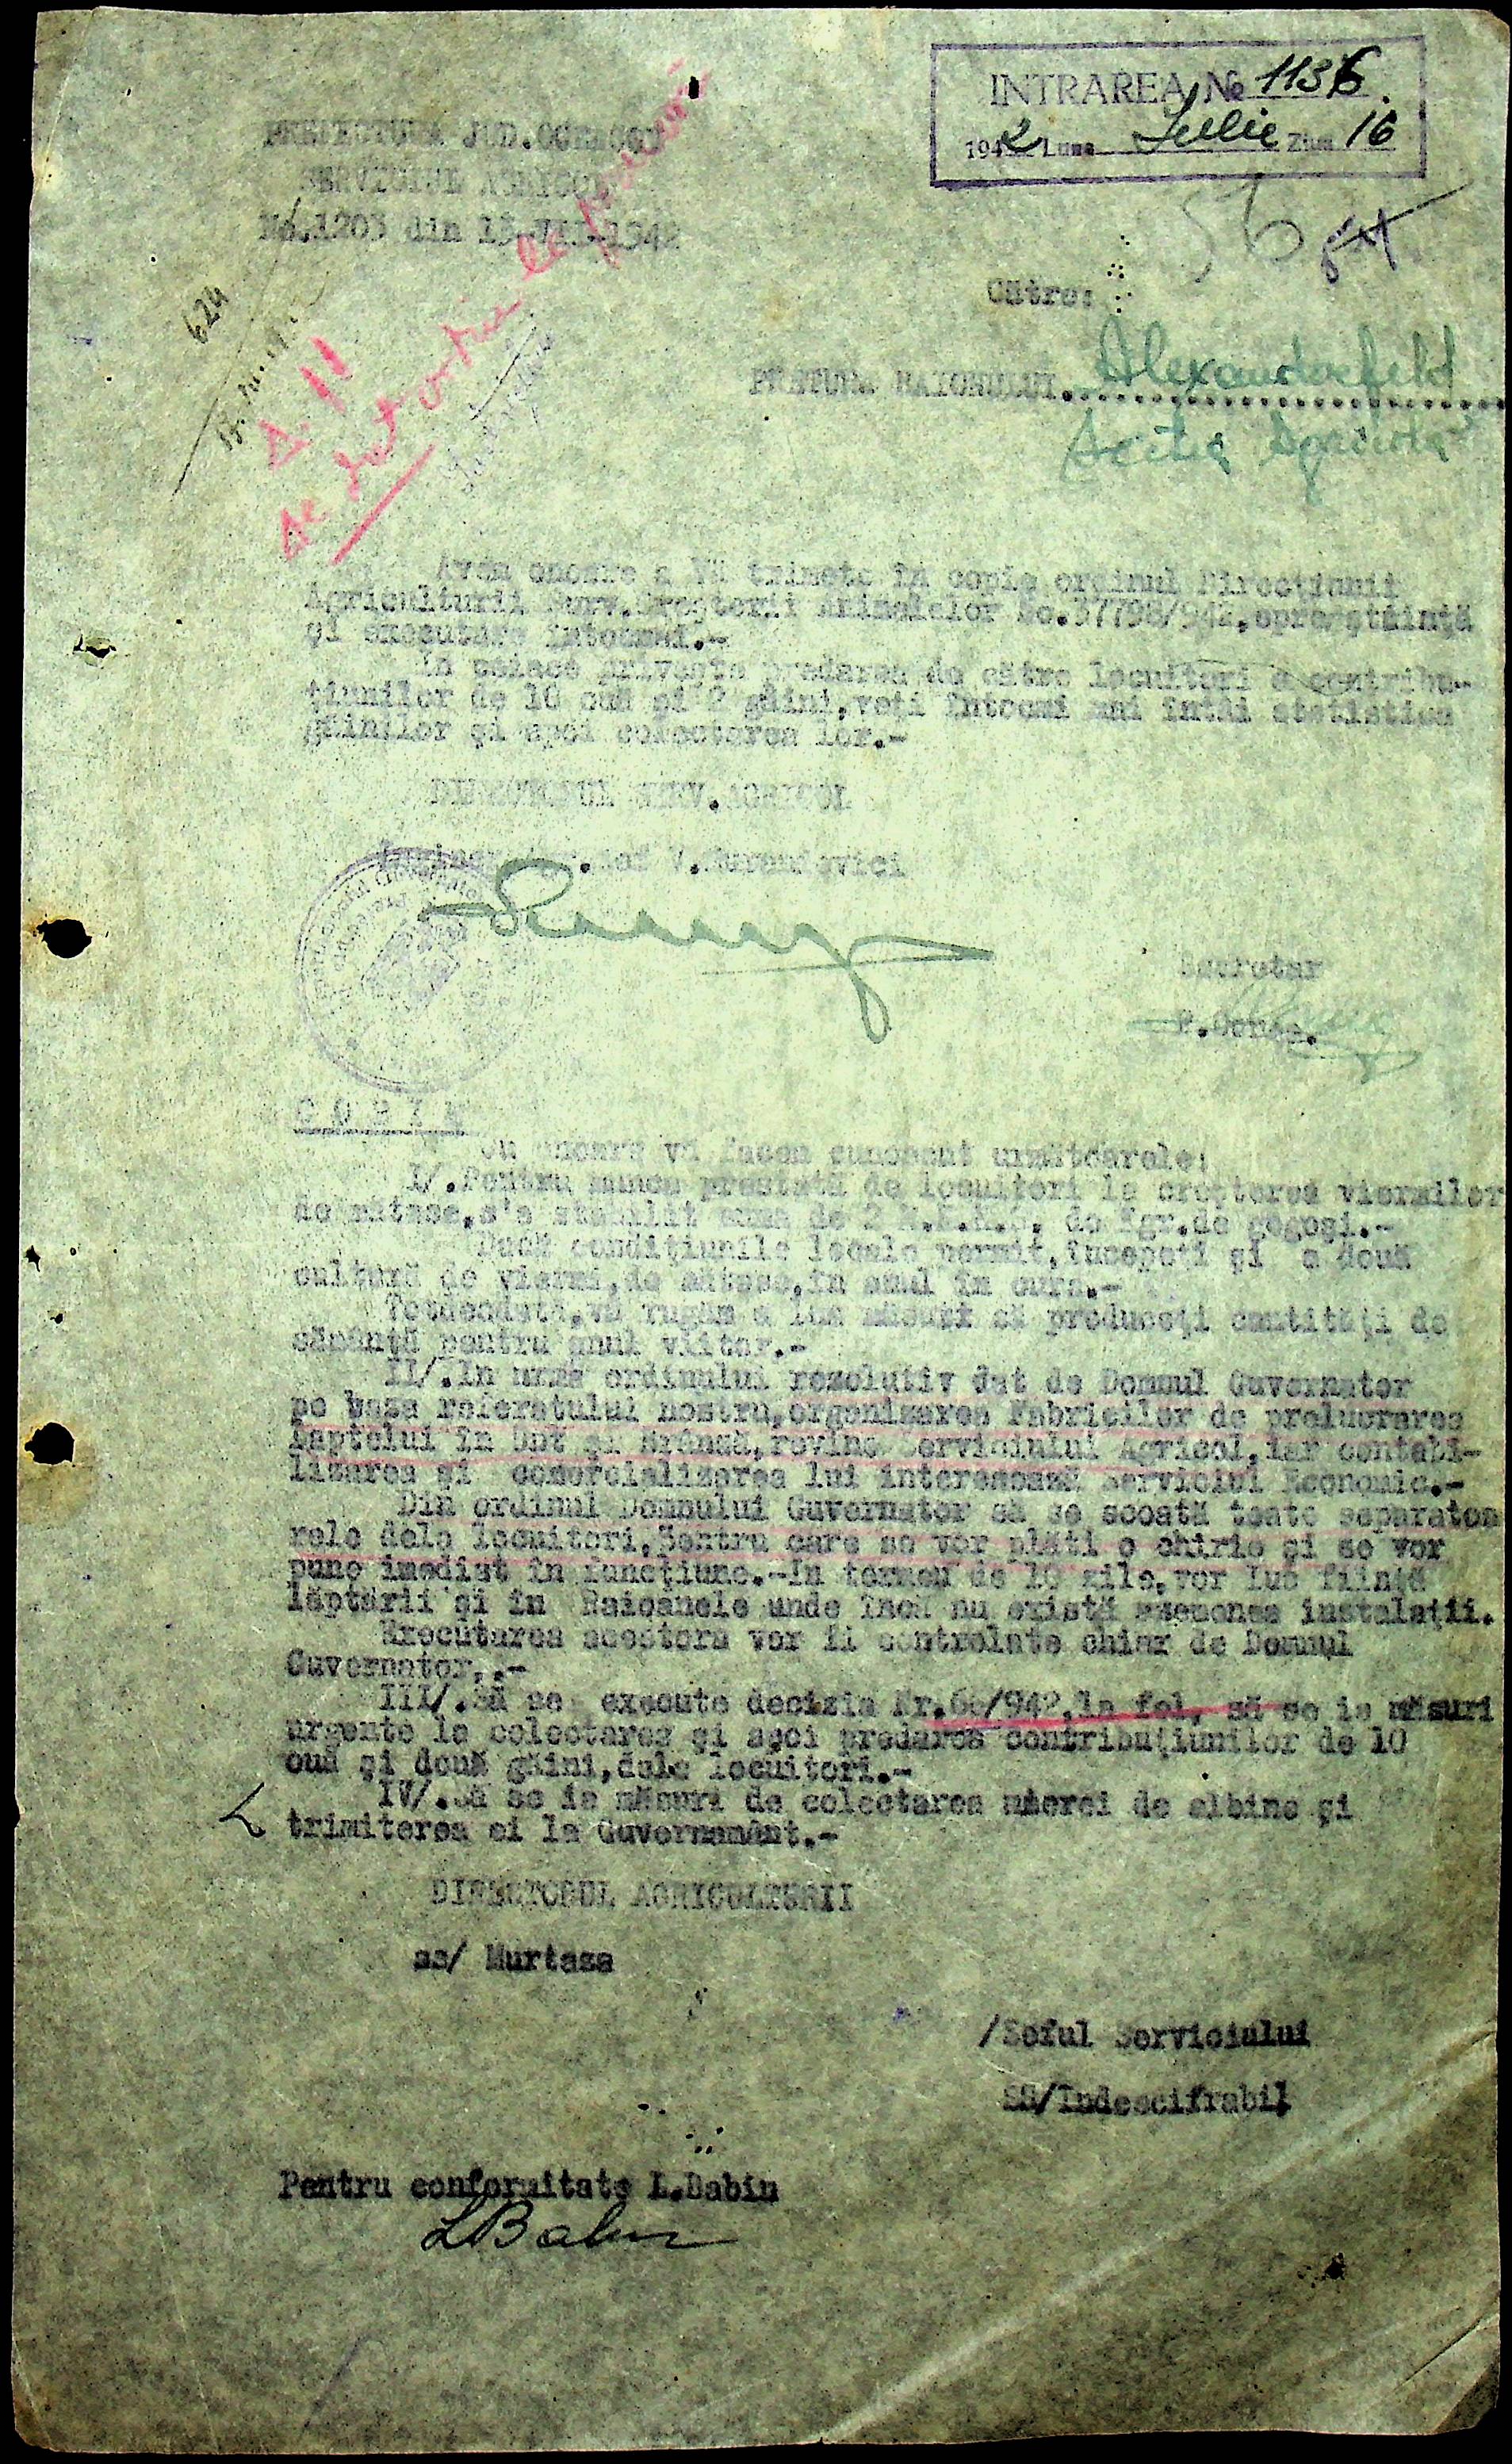 INTRAREA № 1136
1942 Luna Iulie Ziua 16
PREFECTURA JUD.OCEACOV
SERVICIUL AGRICOL
No.1203 din 13.VII-1942
56
Către:
624
PRETURA RAIONULUI. Alexandorfeld
Secția Agricolă
Avem onoare a Vă trimete în copie ordinul Direcțiunii
Agriculturii Serv.Creșterii Animalelor No.37798/942,spre știință
și executare întocmai.-
In ceiace privește predarea de către locuitori a contribu-
țiunilor de 10 ouă și 2 găini,veți întocmi mai întâi statistica
găinilor și apoi colectarea lor.-
DIRECTORUL SERV.AGRICOL
V.
Secretar
C O P I E
Cu onoare vă facem cunoscut următoarele:
I/.Pentru munca prestată de locuitori la creșterea viermilor
de mătase,s'a stabilit suma de 2 R.K.K.S. de kgr.de gogoși.-
Dacă condițiunile locale permit,începeți și a două
cultură de viermi,de mătase,în anul în curs.-
Totdeodată,vă rugăm a lua măsuri să produceți cantități de
sămânță pentru anul viitor.-
II/.In urma ordinului rezolutiv dat de Domnul Guvernator
pe baza referatului nostru,organizarea Fabricilor de prelucrarea
Laptelui în Unt și Brânză,revine Serviciului Agricol,iar contabi-
lizarea și comercializarea lui interesează Serviciul Economic.-
Din ordinul Domnului Guvernator să se scoată toate separatoa
rele dela locuitori,pentru care se vor plăti o chirie și se vor
pune imediat în funcțiune.-In termen de 10 zile,vor lua ființă
lăptării și în Raioanele unde încă nu există asemenea instalații.
Executarea acestora vor fi controlate chiar de Domnul
Guvernator,.-
III/.Să se execute decizia Nr.66/942,la fel, să se ia măsuri
urgente la colectarea și apoi predarea contribuțiunilor de 10
ouă și două găini,dela locuitori.-
IV/.Să se ia măsuri de colectarea mierei de albine și
trimiterea ei la Guvernamânt.-
DIRECTORUL AGRICULTURII
ss/ Murtaza
/Seful Serviciului
SS/Indescifrabil
Pentru conformitate L.Babin
LBabin